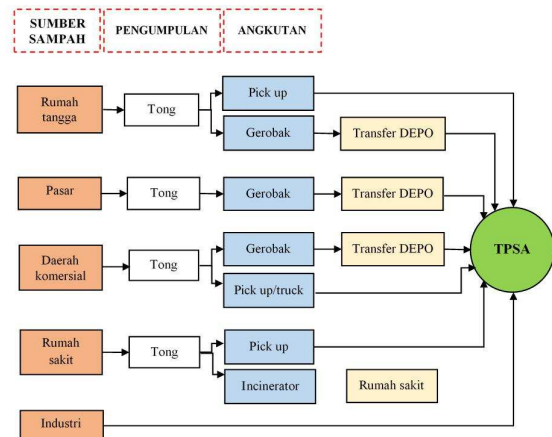 SUMBER
SAMPAH
PENGUMPULAN
ANGKUTAN
Rumah
tangga
Tong
Pick up
Gerobak
Transfer DEPO
Pasar
Tong
Gerobak
Transfer DEPO
Daerah
komersial
Tong
Gerobak
Transfer DEPO
Pick up/truck
TPSA
Rumah
sakit
Tong
Pick up
Incinerator
Rumah sakit
Industri